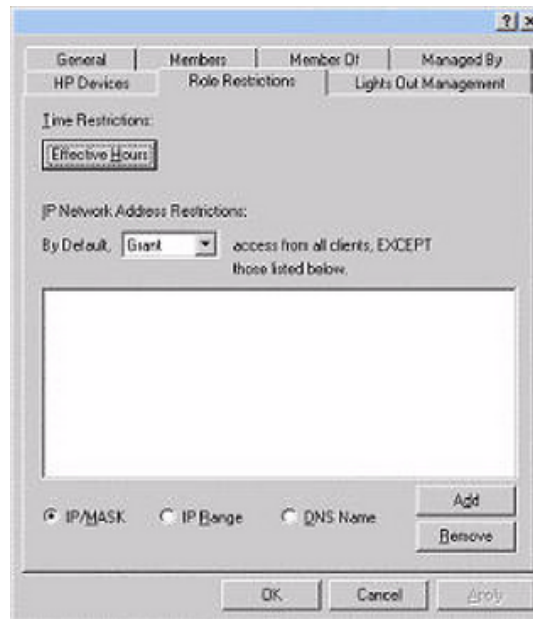 General Members Member Of Managed By
HP Devices Role Restrictions Lights Out Management
Time Restrictions:
Effective Hours
IP Network Address Restrictions:
By Default, Grant access from all clients, EXCEPT
those listed below.
IP/MASK IP Range DNS Name
Add
Remove
OK Cancel Apply